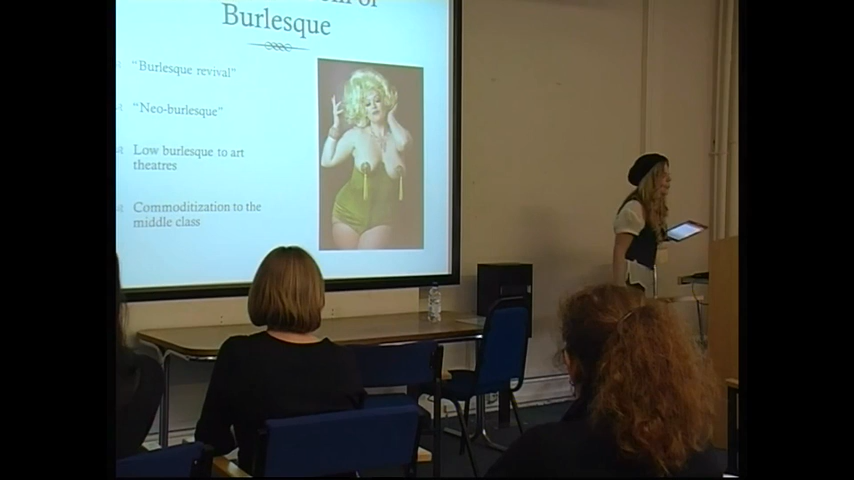 Burlesque
"Burlesque revival"
"Neo-burlesque"
Low burlesque to art
theatres
Commoditization to the
middle class